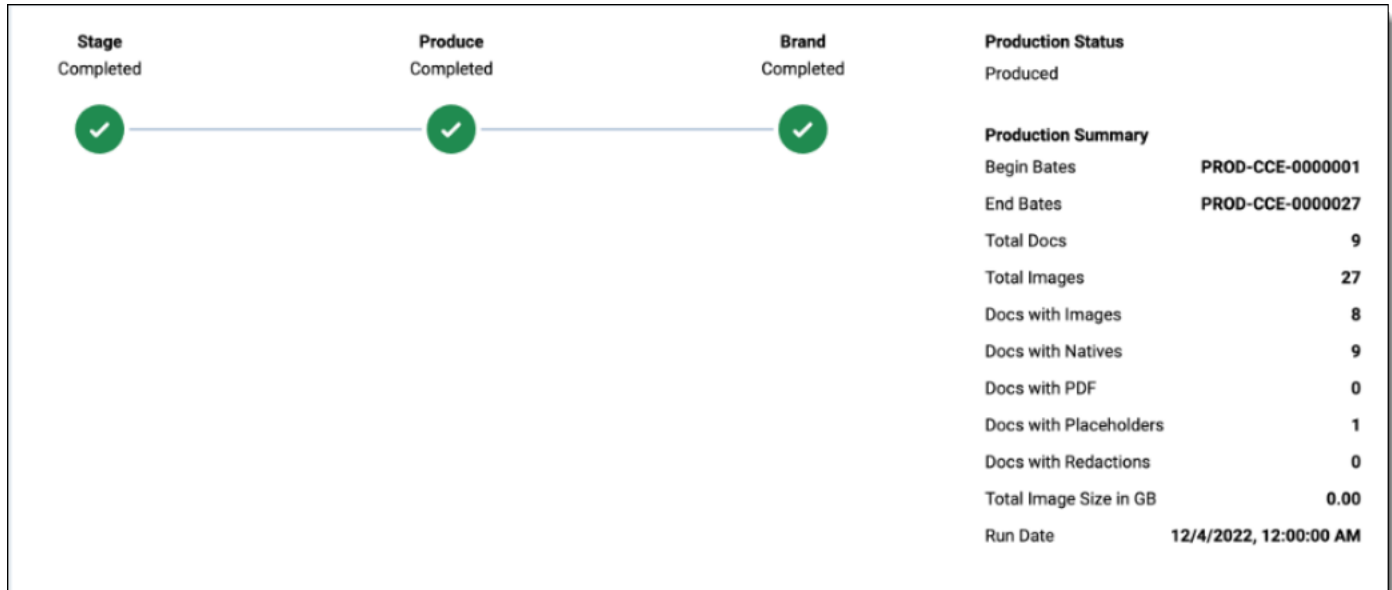 Stage
Completed
Produce
Completed
Brand
Completed
Production Status
Produced
Production Summary
Begin Bates PROD-CCE-0000001
End Bates PROD-CCE-0000027
Total Docs 9
Total Images 27
Docs with Images 8
Docs with Natives 9
Docs with PDF 0
Docs with Placeholders 1
Docs with Redactions 0
Total Image Size in GB 0.00
Run Date 12/4/2022, 12:00:00 AM